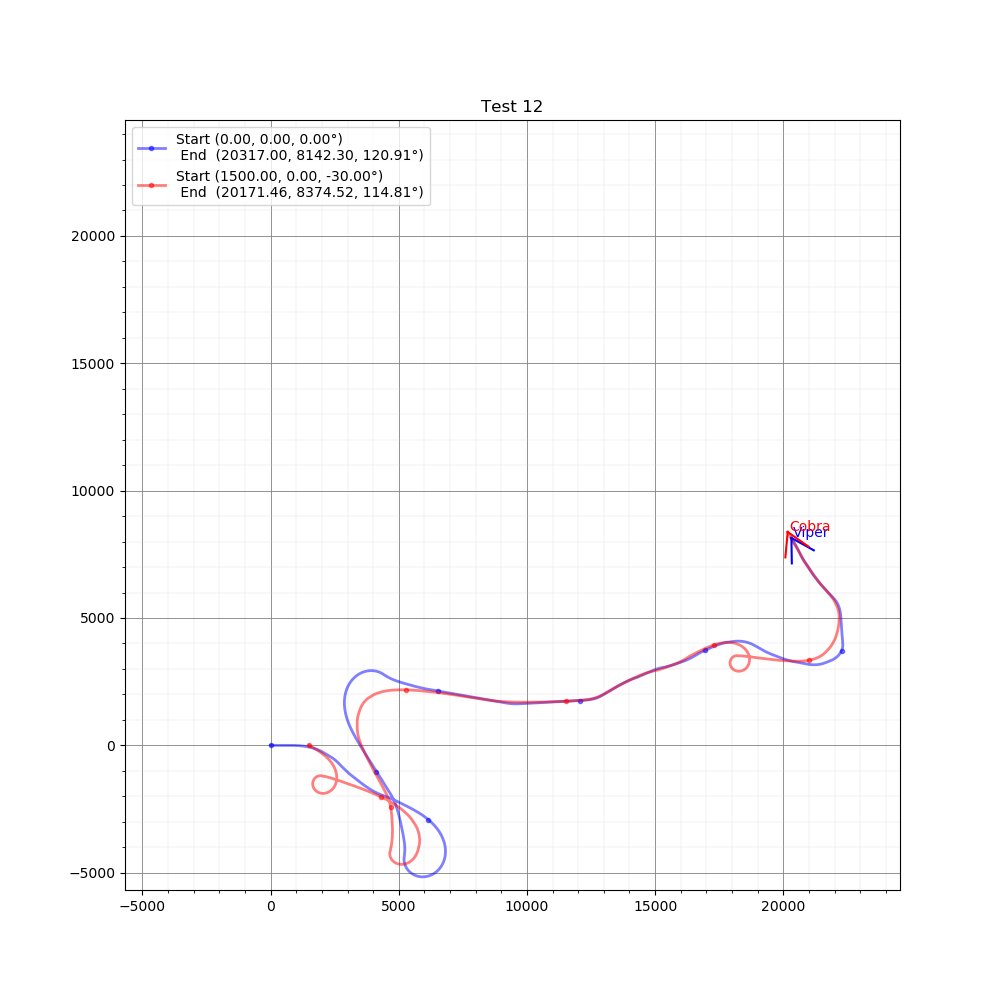 Test 12
Start (0.00, 0.00, 0.00°)
End (20317.00, 8142.30, 120.91°)
Start (1500.00, 0.00, -30.00°)
End (20171.46, 8374.52, 114.81°)
20000
15000
10000
Cobra
Viper
5000
0
−5000
−5000
0
5000
10000
15000
20000